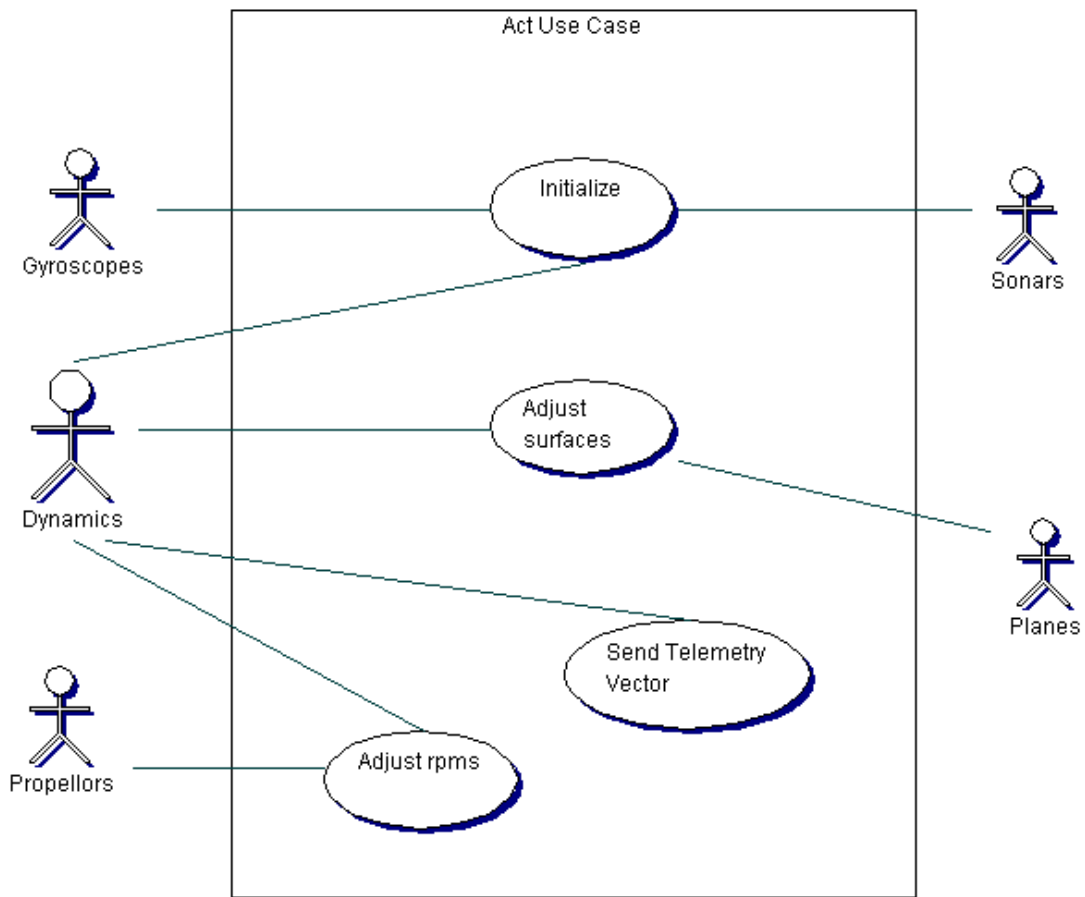 Act Use Case
Initialize
Gyroscopes
Sonars
Adjust
surfaces
Dynamics
Planes
Send Telemetry
Vector
Adjust rpms
Propellors